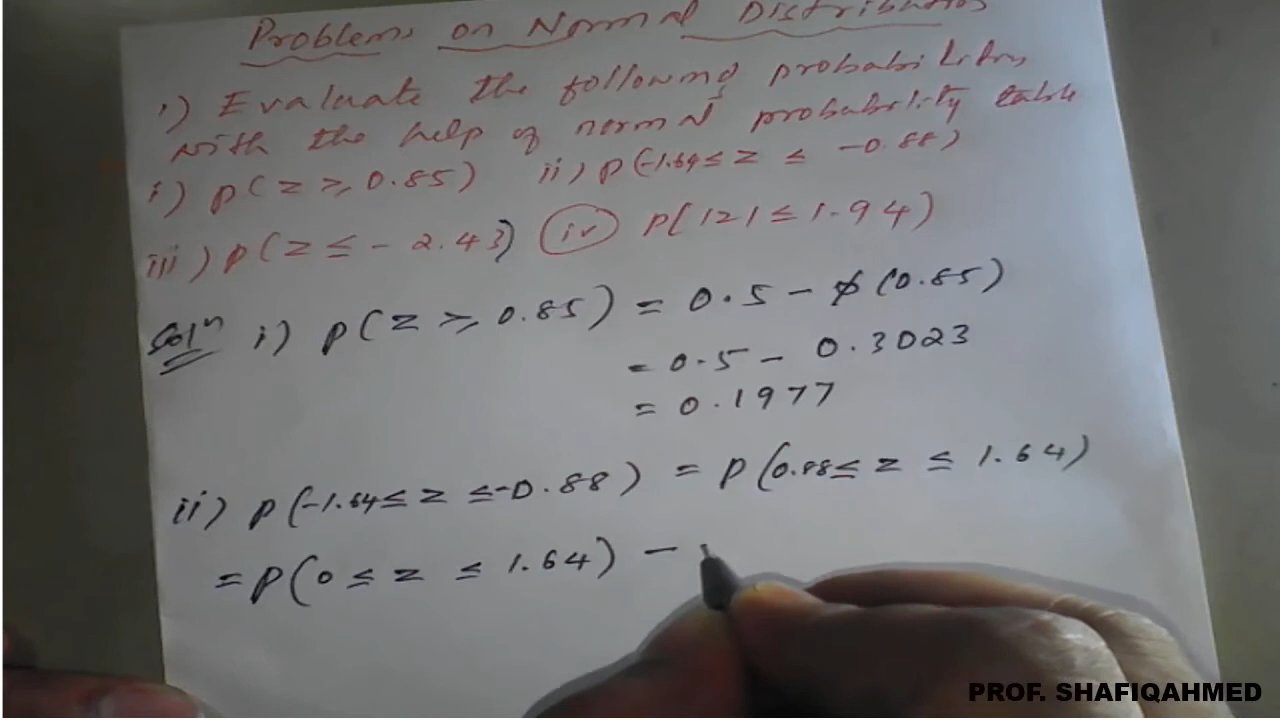 Problems on Normal Distribution
1) Evaluate the following probabilities
with the help of normal probability table
i) P(Z ≥ 0.85) ii) P(-1.64 ≤ Z ≤ -0.88)
iii) P(Z ≤ -2.43) iv P(|Z| ≤ 1.94)
Solⁿ i) P(Z ≥ 0.85) = 0.5 - ϕ(0.85)
= 0.5 - 0.3023
= 0.1977
ii) P(-1.64 ≤ Z ≤ -0.88) = P(0.88 ≤ Z ≤ 1.64)
= P(0 ≤ Z ≤ 1.64) -
PROF. SHAFIQAHMED